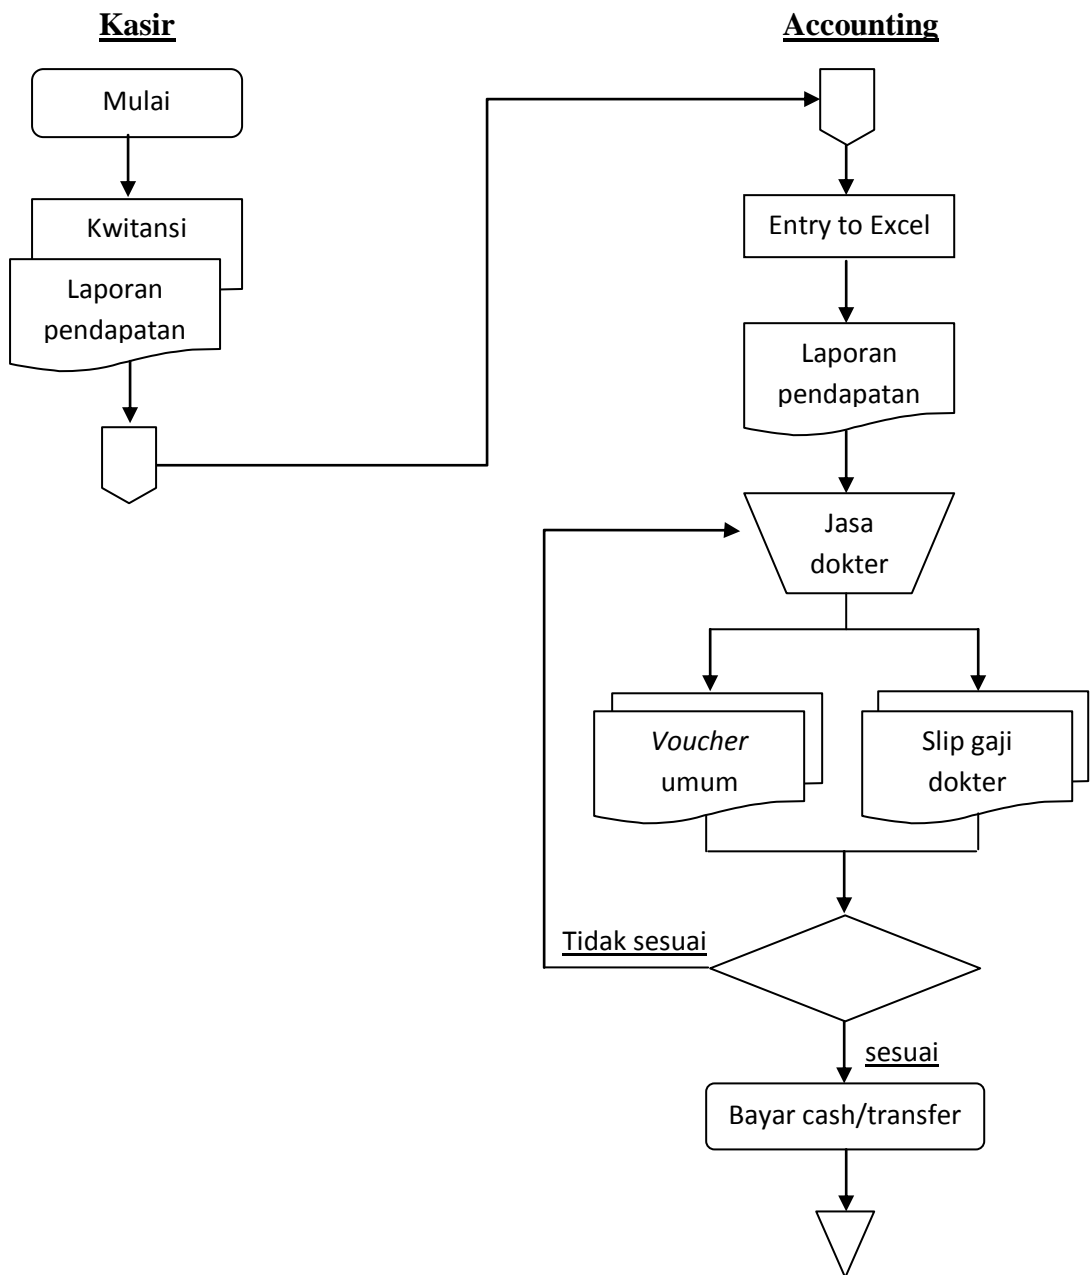 Kasir
Accounting
Mulai
Kwitansi
Laporan
pendapatan
Entry to Excel
Laporan
pendapatan
Jasa
dokter
Voucher
umum
Slip gaji
dokter
Tidak sesuai
sesuai
Bayar cash/transfer